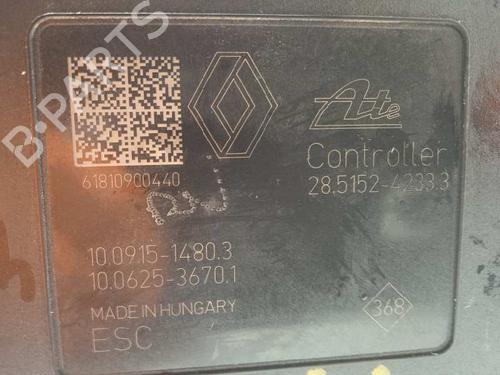 B-PARTS
Ate
Controller
61810900440
28.5152-4233.3
10.0915-1480.3
10.0625-3670.1
MADE IN HUNGARY
368
ESC